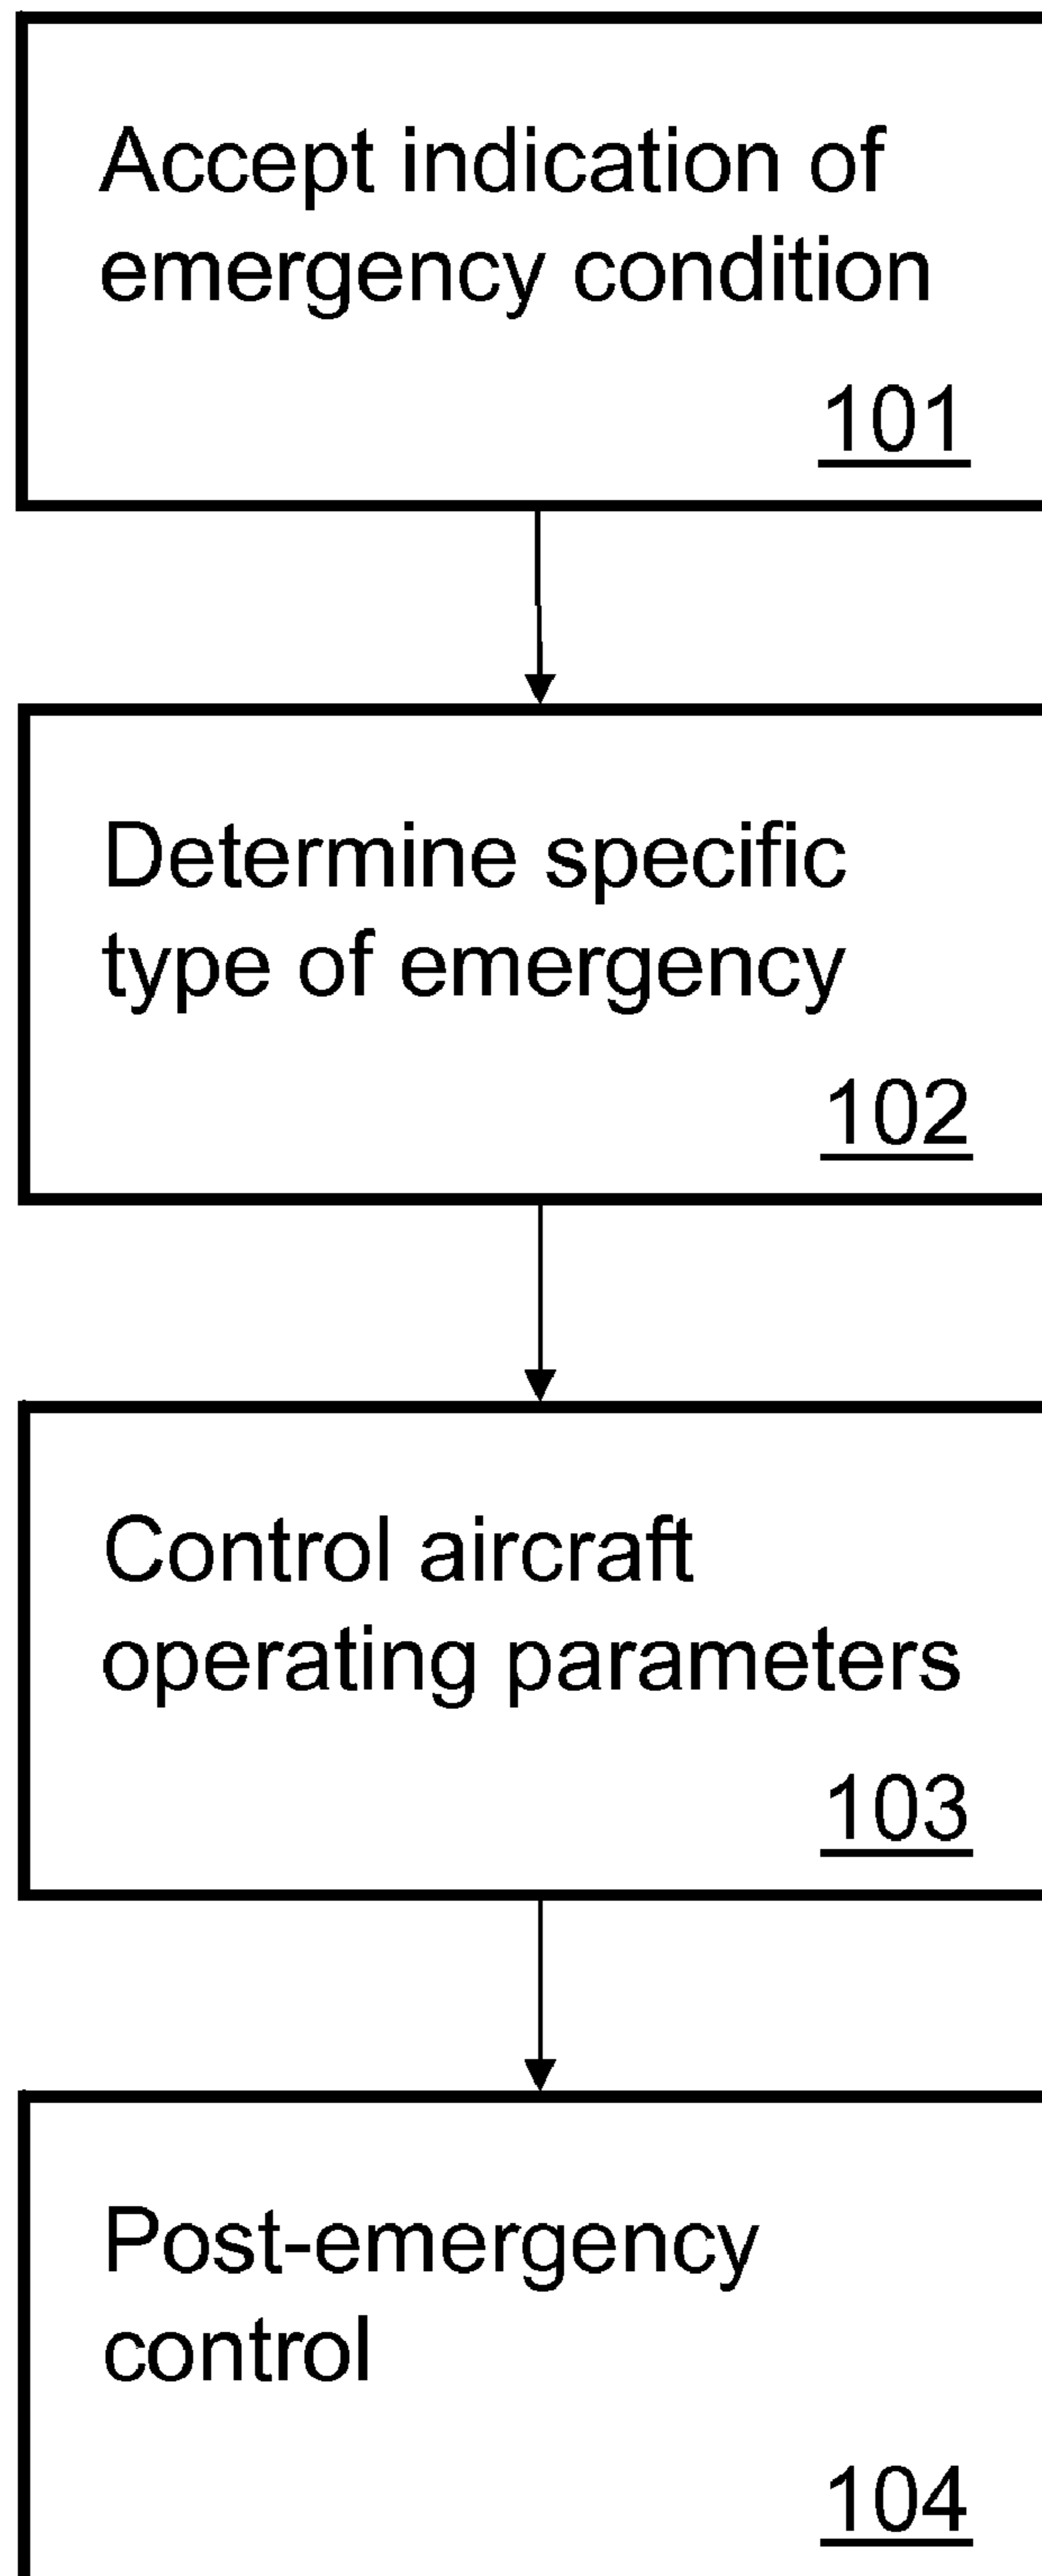 Accept indication of
emergency condition
101
Determine specific
type of emergency
102
Control aircraft
operating parameters
103
Post-emergency
control
104